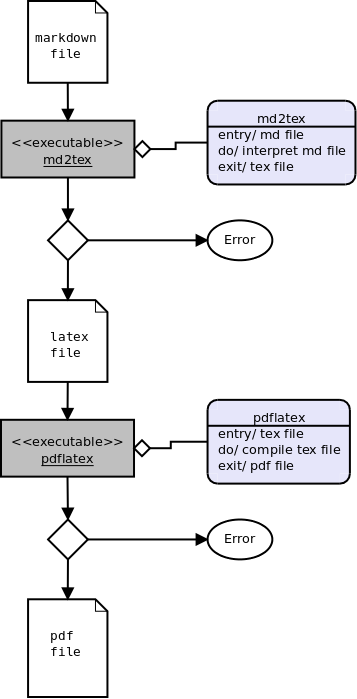 markdown
file
<<executable>>
md2tex
md2tex
entry/ md file
do/ interpret md file
exit/ tex file
Error
latex
file
<<executable>>
pdflatex
pdflatex
entry/ tex file
do/ compile tex file
exit/ pdf file
Error
pdf
file